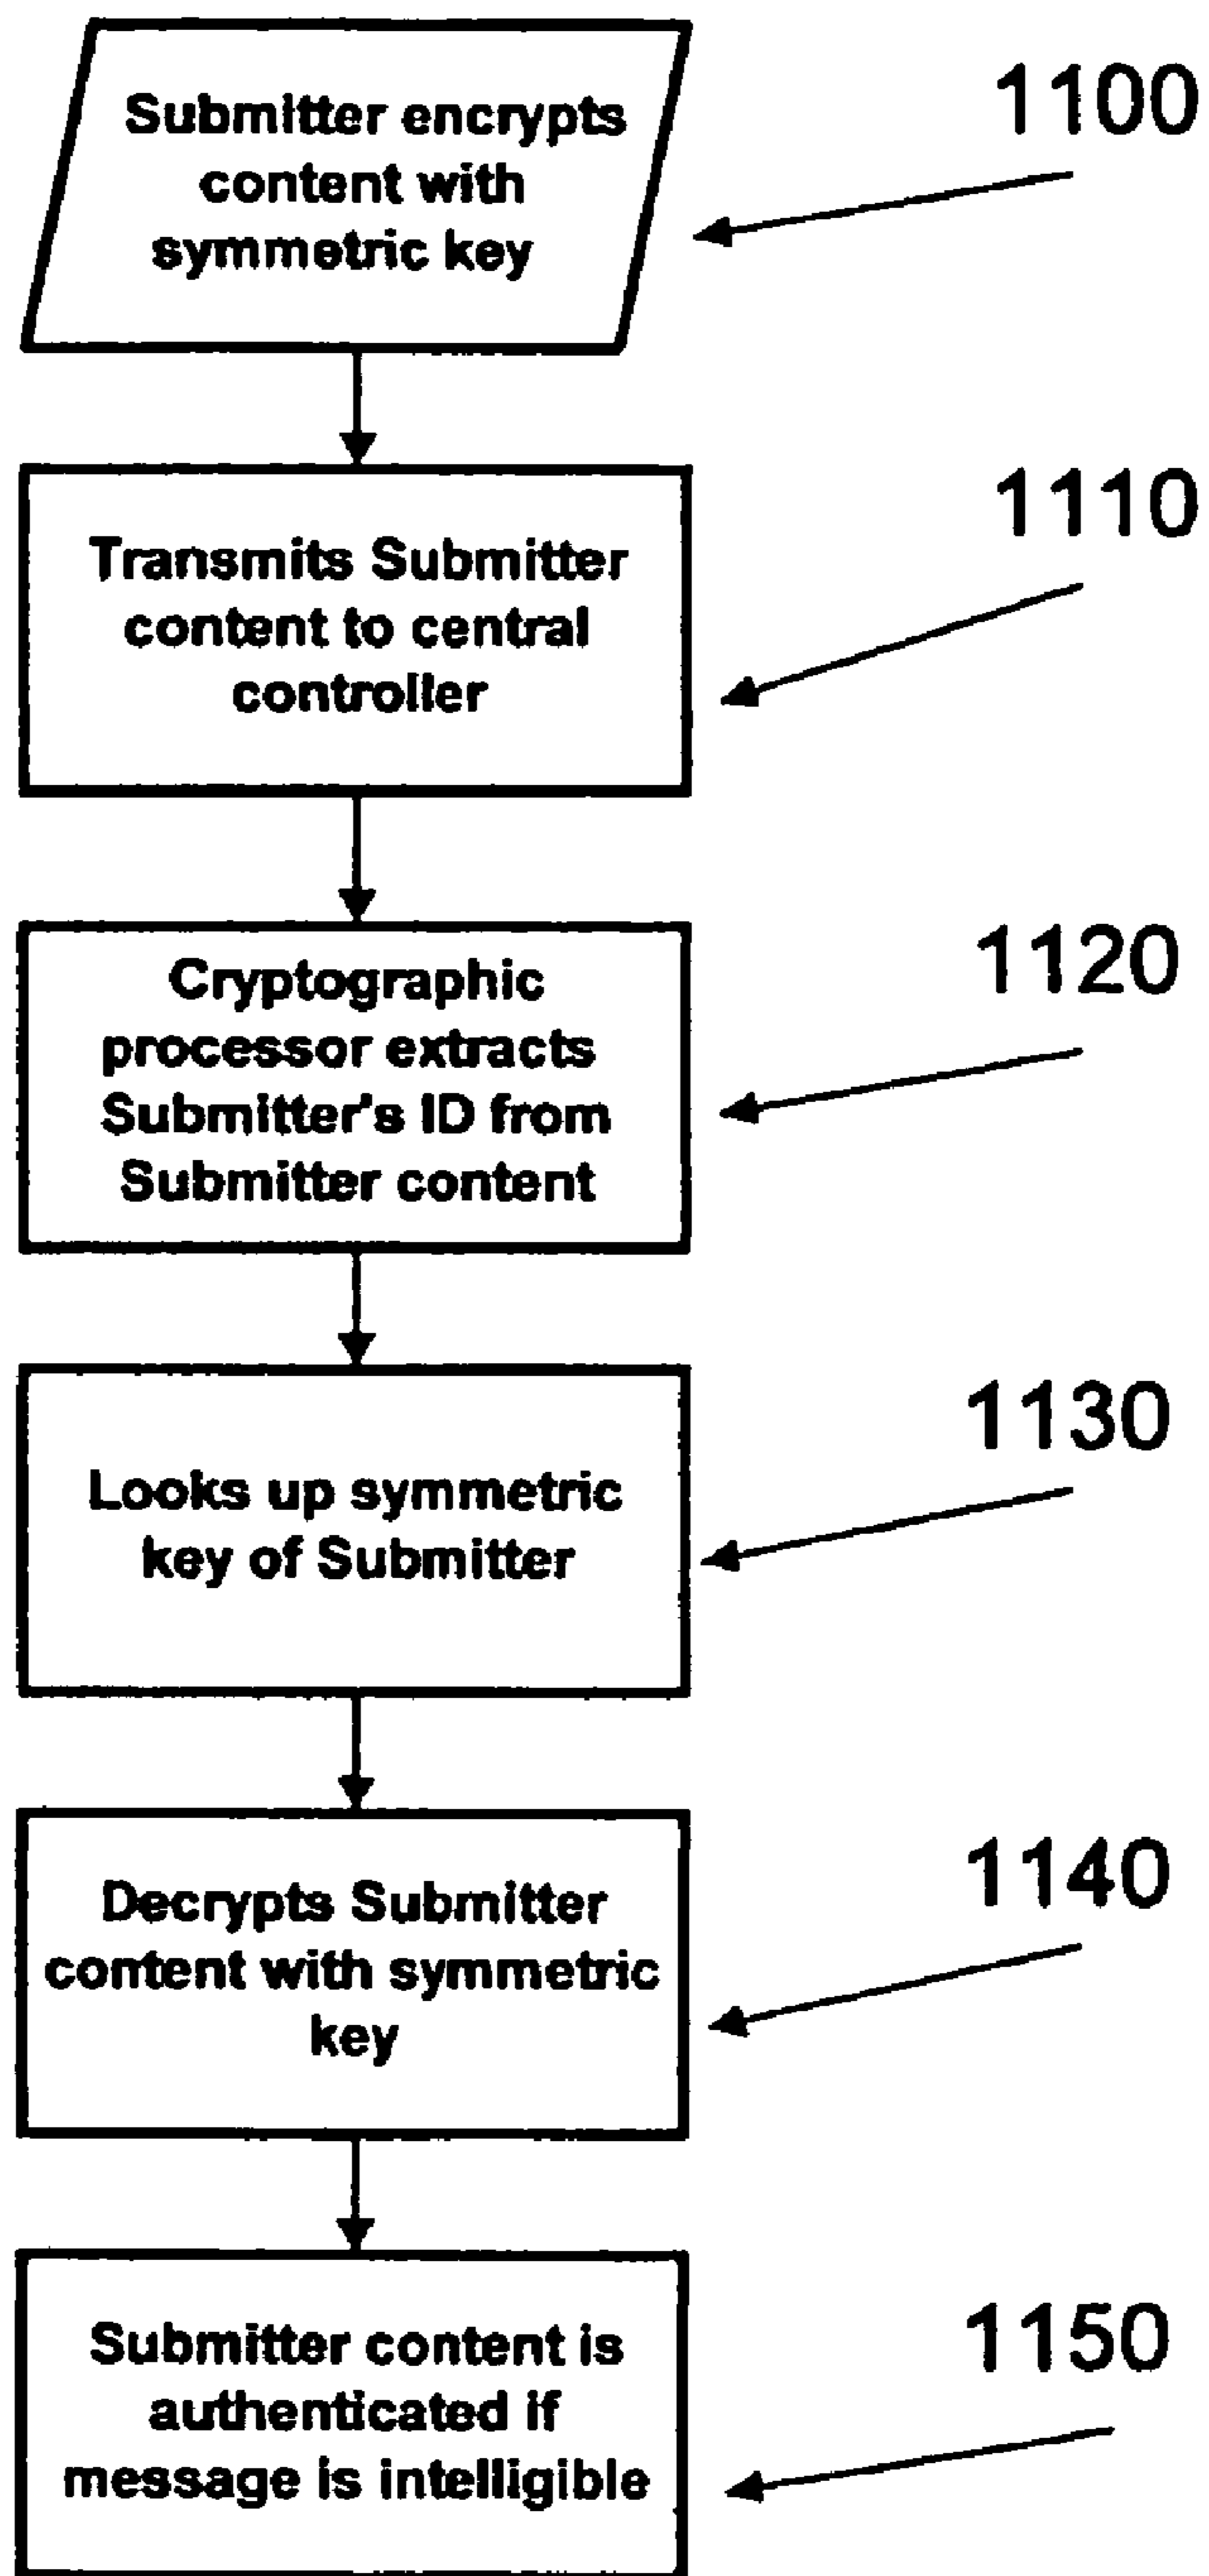 Submitter encrypts
content with
symmetric key
1100
Transmits Submitter
content to central
controller
1110
Cryptographic
processor extracts
Submitter's ID from
Submitter content
1120
Looks up symmetric
key of Submitter
1130
Decrypts Submitter
content with symmetric
key
1140
Submitter content is
authenticated if
message is intelligible
1150